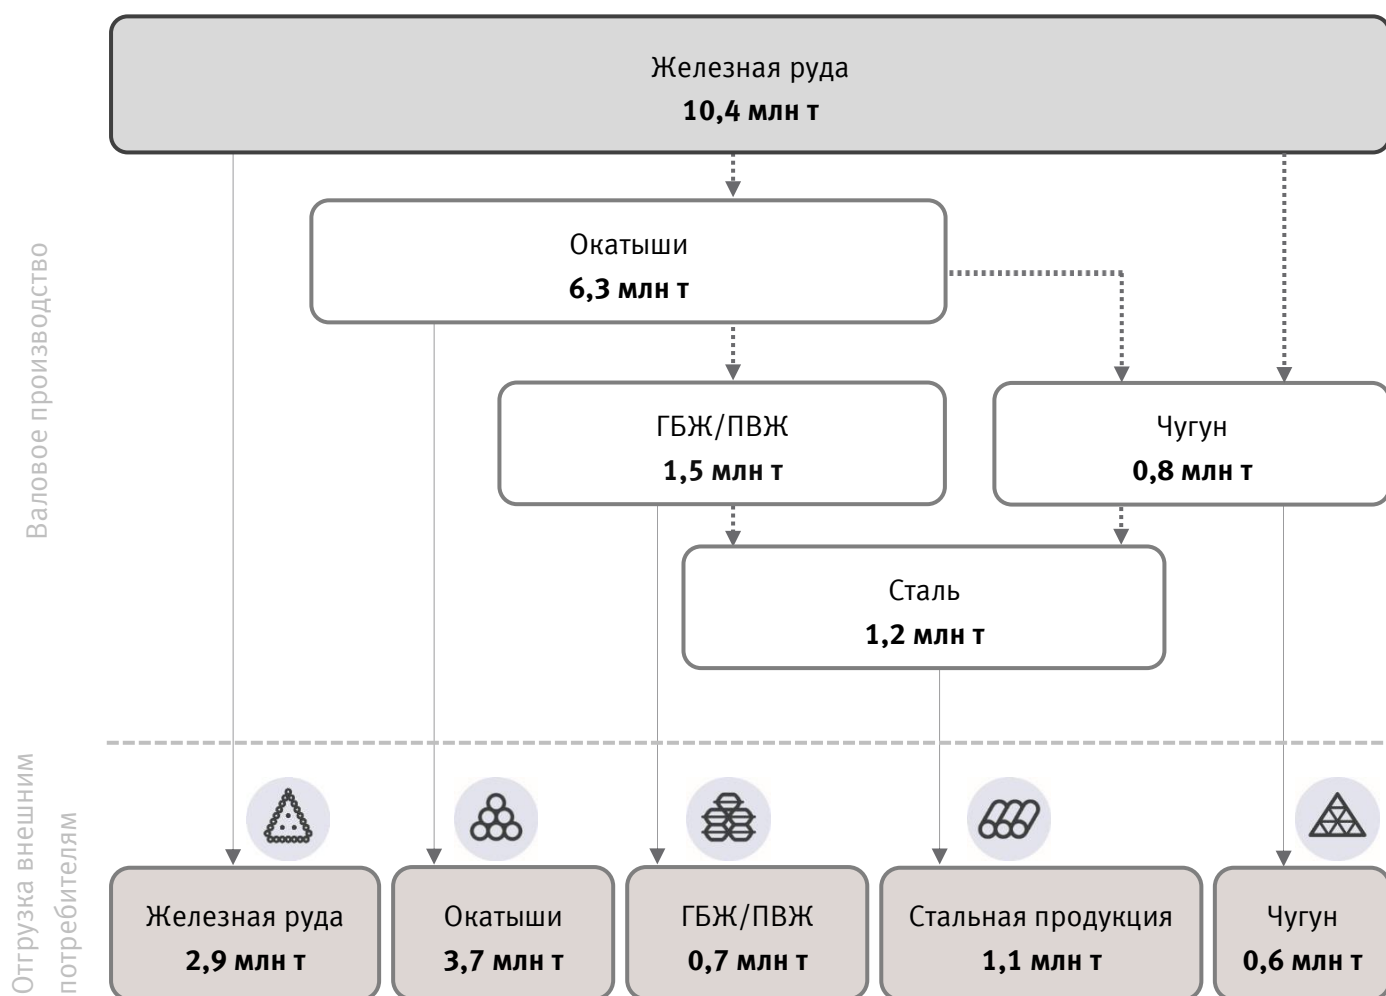 Железная руда
10,4 млн т
Окатыши
6,3 млн т
ГБЖ/ПВЖ
1,5 млн т
Чугун
0,8 млн т
Сталь
1,2 млн т
Валовое производство
Отгрузка внешним
потребителям
Железная руда
2,9 млн т
Окатыши
3,7 млн т
ГБЖ/ПВЖ
0,7 млн т
Стальная продукция
1,1 млн т
Чугун
0,6 млн т